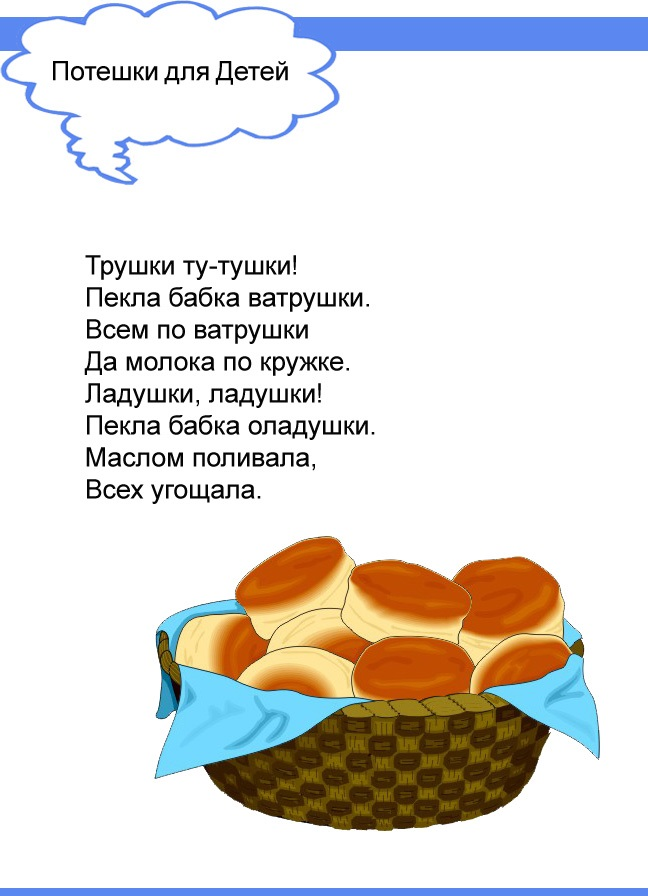 Потешки для Детей
Трушки ту-тушки!
Пекла бабка ватрушки.
Всем по ватрушки
Да молока по кружке.
Ладушки, ладушки!
Пекла бабка оладушки.
Маслом поливала,
Всех угощала.